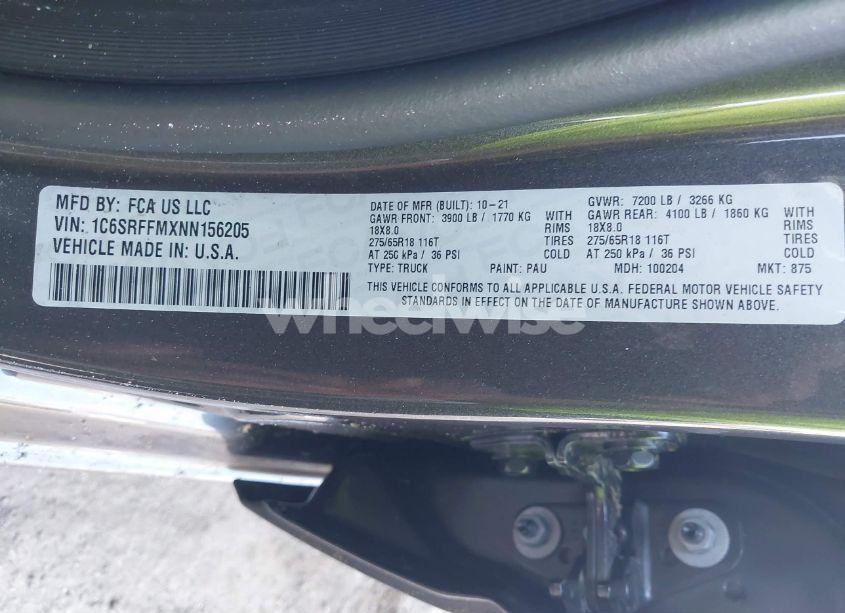 MFD BY: FCA US LLC
VIN: 1C6SRFFMXNN156205
VEHICLE MADE IN: U.S.A.
DATE OF MFR (BUILT): 10-21
GAWR FRONT: 3900 LB / 1770 KG WITH
18X8.0 RIMS
275/65R18 116T TIRES
AT 250 kPa / 36 PSI COLD
TYPE: TRUCK PAINT: PAU
GVWR: 7200 LB / 3266 KG
GAWR REAR: 4100 LB / 1860 KG WITH
18X8.0 RIMS
275/65R18 116T TIRES
AT 250 kPa / 36 PSI COLD
MDH: 100204 MKT: 875
THIS VEHICLE CONFORMS TO ALL APPLICABLE U.S.A. FEDERAL MOTOR VEHICLE SAFETY
STANDARDS IN EFFECT ON THE DATE OF MANUFACTURE SHOWN ABOVE.
wheelwise